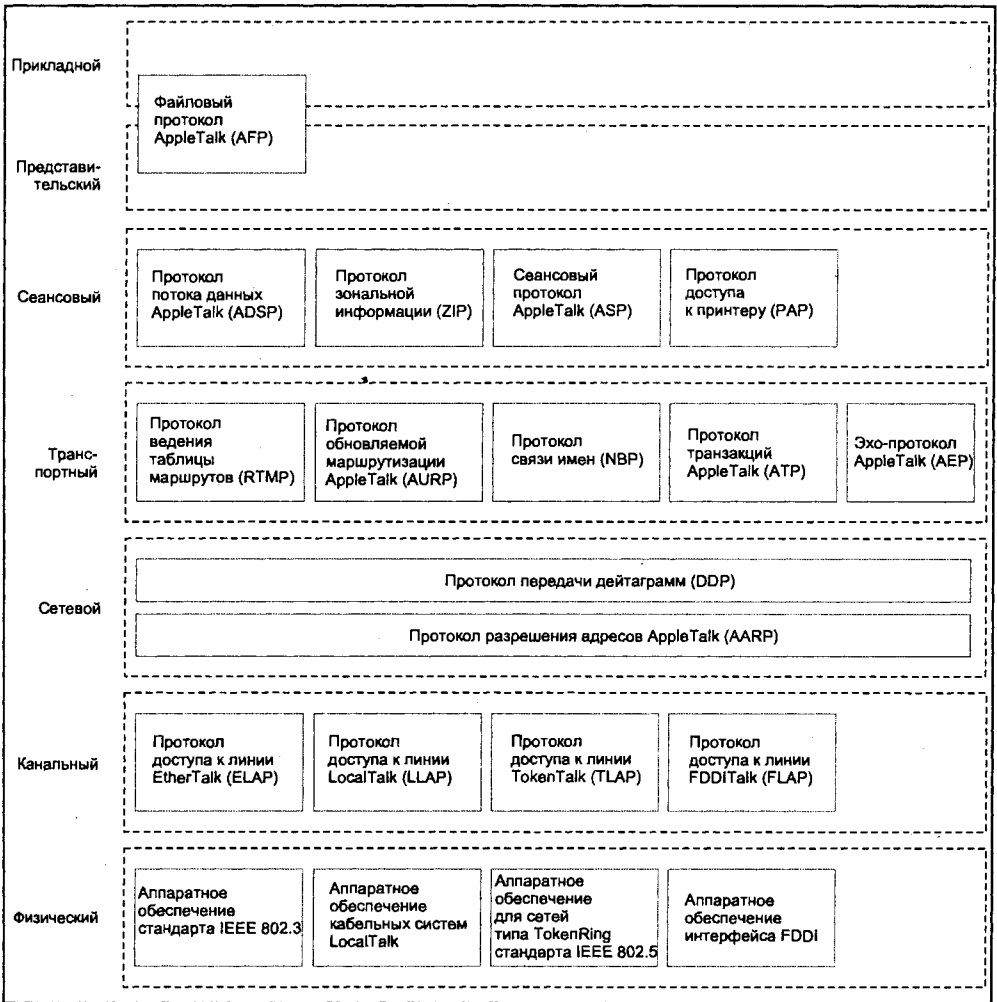 Прикладной
Файловый
протокол
AppleTalk (AFP)
Представи-
тельский
Сеансовый
Протокол
потока данных
AppleTalk (ADSP)
Протокол
зональной
информации (ZIP)
Сеансовый
протокол
AppleTalk (ASP)
Протокол
доступа
к принтеру (PAP)
Транс-
портный
Протокол
ведения
таблицы
маршрутов (RTMP)
Протокол
обновляемой
маршрутизации
AppleTalk (AURP)
Протокол
связи имен (NBP)
Протокол
транзакций
AppleTalk (ATP)
Эхо-протокол
AppleTalk (AEP)
Сетевой
Протокол передачи дейтаграмм (DDP)
Протокол разрешения адресов AppleTalk (AARP)
Канальный
Протокол
доступа к линии
EtherTalk (ELAP)
Протокол
доступа к линии
LocalTalk (LLAP)
Протокол
доступа к линии
TokenTalk (TLAP)
Протокол
доступа к линии
FDDITalk (FLAP)
Физический
Аппаратное
обеспечение
стандарта IEEE 802.3
Аппаратное
обеспечение
кабельных систем
LocalTalk
Аппаратное
обеспечение
для сетей
типа TokenRing
стандарта IEEE 802.5
Аппаратное
обеспечение
интерфейса FDDI